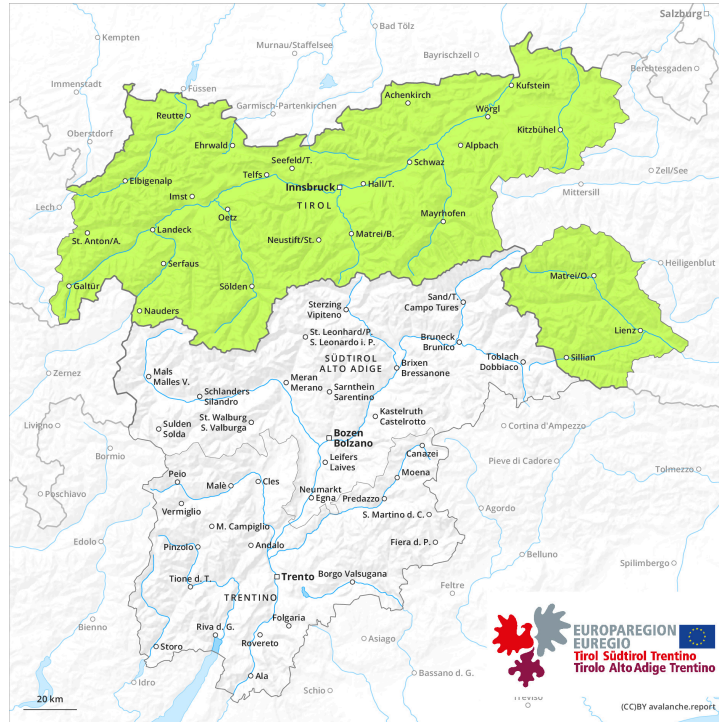 Salzburg
Kempten
Bad Tölz
Murnau/Staffelsee
Bayrischzell
Berchtesgaden
Immenstadt
Füssen
Garmisch-Partenkirchen
Achenkirch
Kufstein
Reutte
Wörgl
Oberstdorf
Ehrwald
Kitzbühel
Alpbach
Seefeld/T.
Schwaz
Telfs
Zell/See
Elbigenalp
Innsbruck
Hall/T.
Mittersill
Imst
TIROL
Lech
Oetz
Mayrhofen
St. Anton/A.
Landeck
Neustift/St.
Matrei/B.
Serfaus
Heiligenblut
Matrei/O.
Galtür
Sölden
Nauders
Sterzing
Vipiteno
Sand/T.
Campo Tures
Lienz
St. Leonhard/P.
S. Leonardo i. P.
Bruneck
Brunico
Sillian
SÜDTIROL
ALTO ADIGE
Brixen
Bressanone
Toblach
Dobbiaco
Zernez
Mals
Malles V.
Meran
Merano
Sarnthein
Sarentino
Schlanders
Silandro
Kastelruth
Castelrotto
Livigno
Sulden
Solda
St. Walburg
S. Valburga
Cortina d'Ampezzo
Bozen
Bolzano
Bormio
Leifers
Laives
Canazei
Pieve di Cadore
Tolmezzo
Peio
Moena
Poschiavo
Malè
Cles
Neumarkt
Egna
Predazzo
Vermiglio
Agordo
S. Martino d. C.
M. Campiglio
Edolo
Pinzolo
Andalo
Fiera d. P.
Belluno
Spilimbergo
Tione d. T.
Trento
Borgo Valsugana
Feltre
TRENTINO
Bienno
Folgaria
Riva d. G.
Storo
Rovereto
Asiago
Ala
Bassano d. G.
Idro
Schio
Treviso
EUROPAREGION
EUREGIO
Tirol Südtirol Trentino
Tirolo Alto Adige Trentino
20 km
(CC)BY avalanche.report